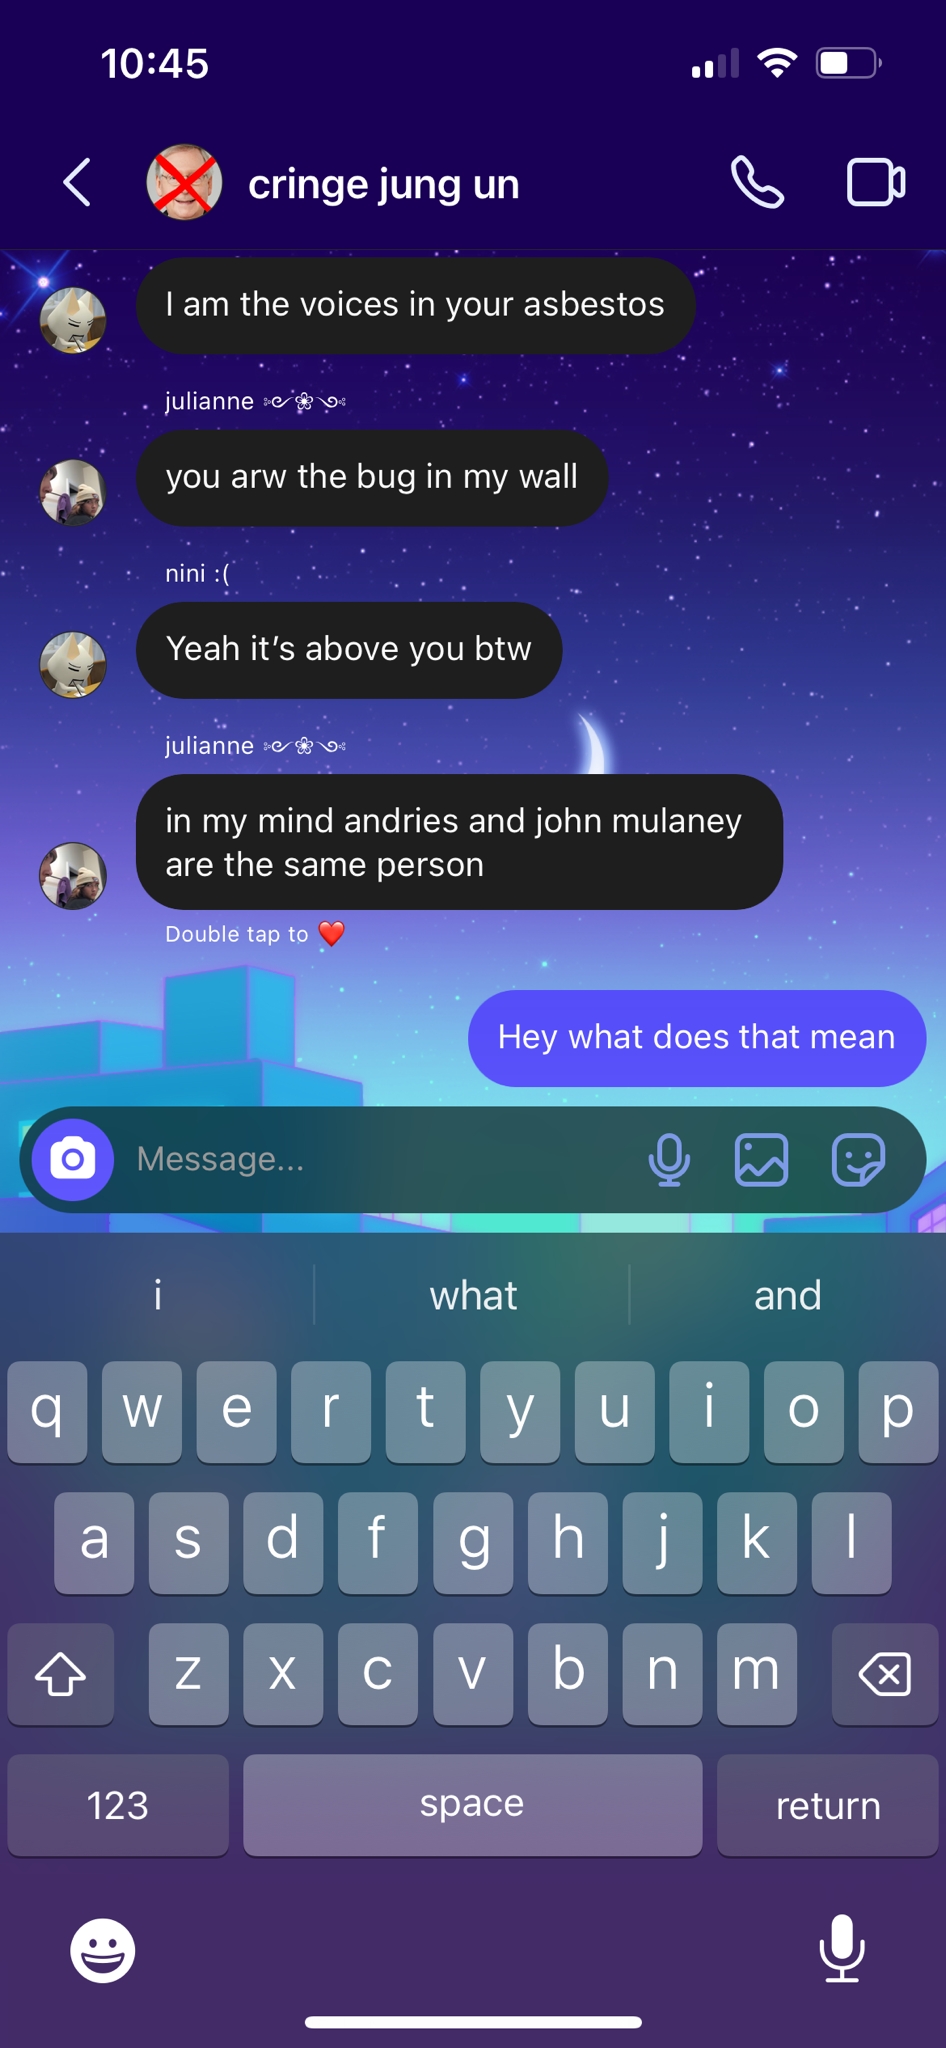 10:45
cringe jung un
I am the voices in your asbestos
julianne ༺❀༻
you arw the bug in my wall
nini :(
Yeah it’s above you btw
julianne ༺❀༻
in my mind andries and john mulaney
are the same person
Double tap to ❤️
Hey what does that mean
Message...
i what and
q w e r t y u i o p
a s d f g h j k l
z x c v b n m
123 space return